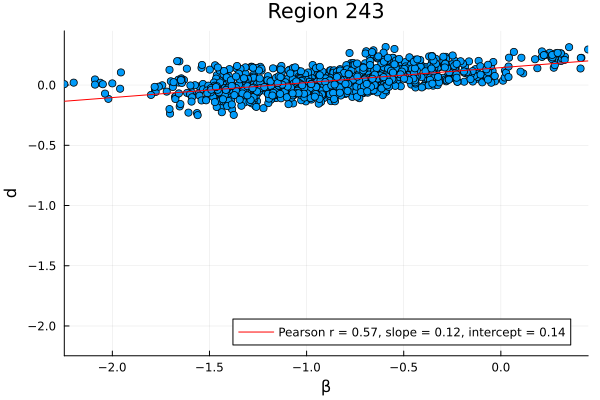 Region 243
d
0.0
−0.5
−1.0
−1.5
−2.0
Pearson r = 0.57, slope = 0.12, intercept = 0.14
−2.0 −1.5 −1.0 −0.5 0.0
β